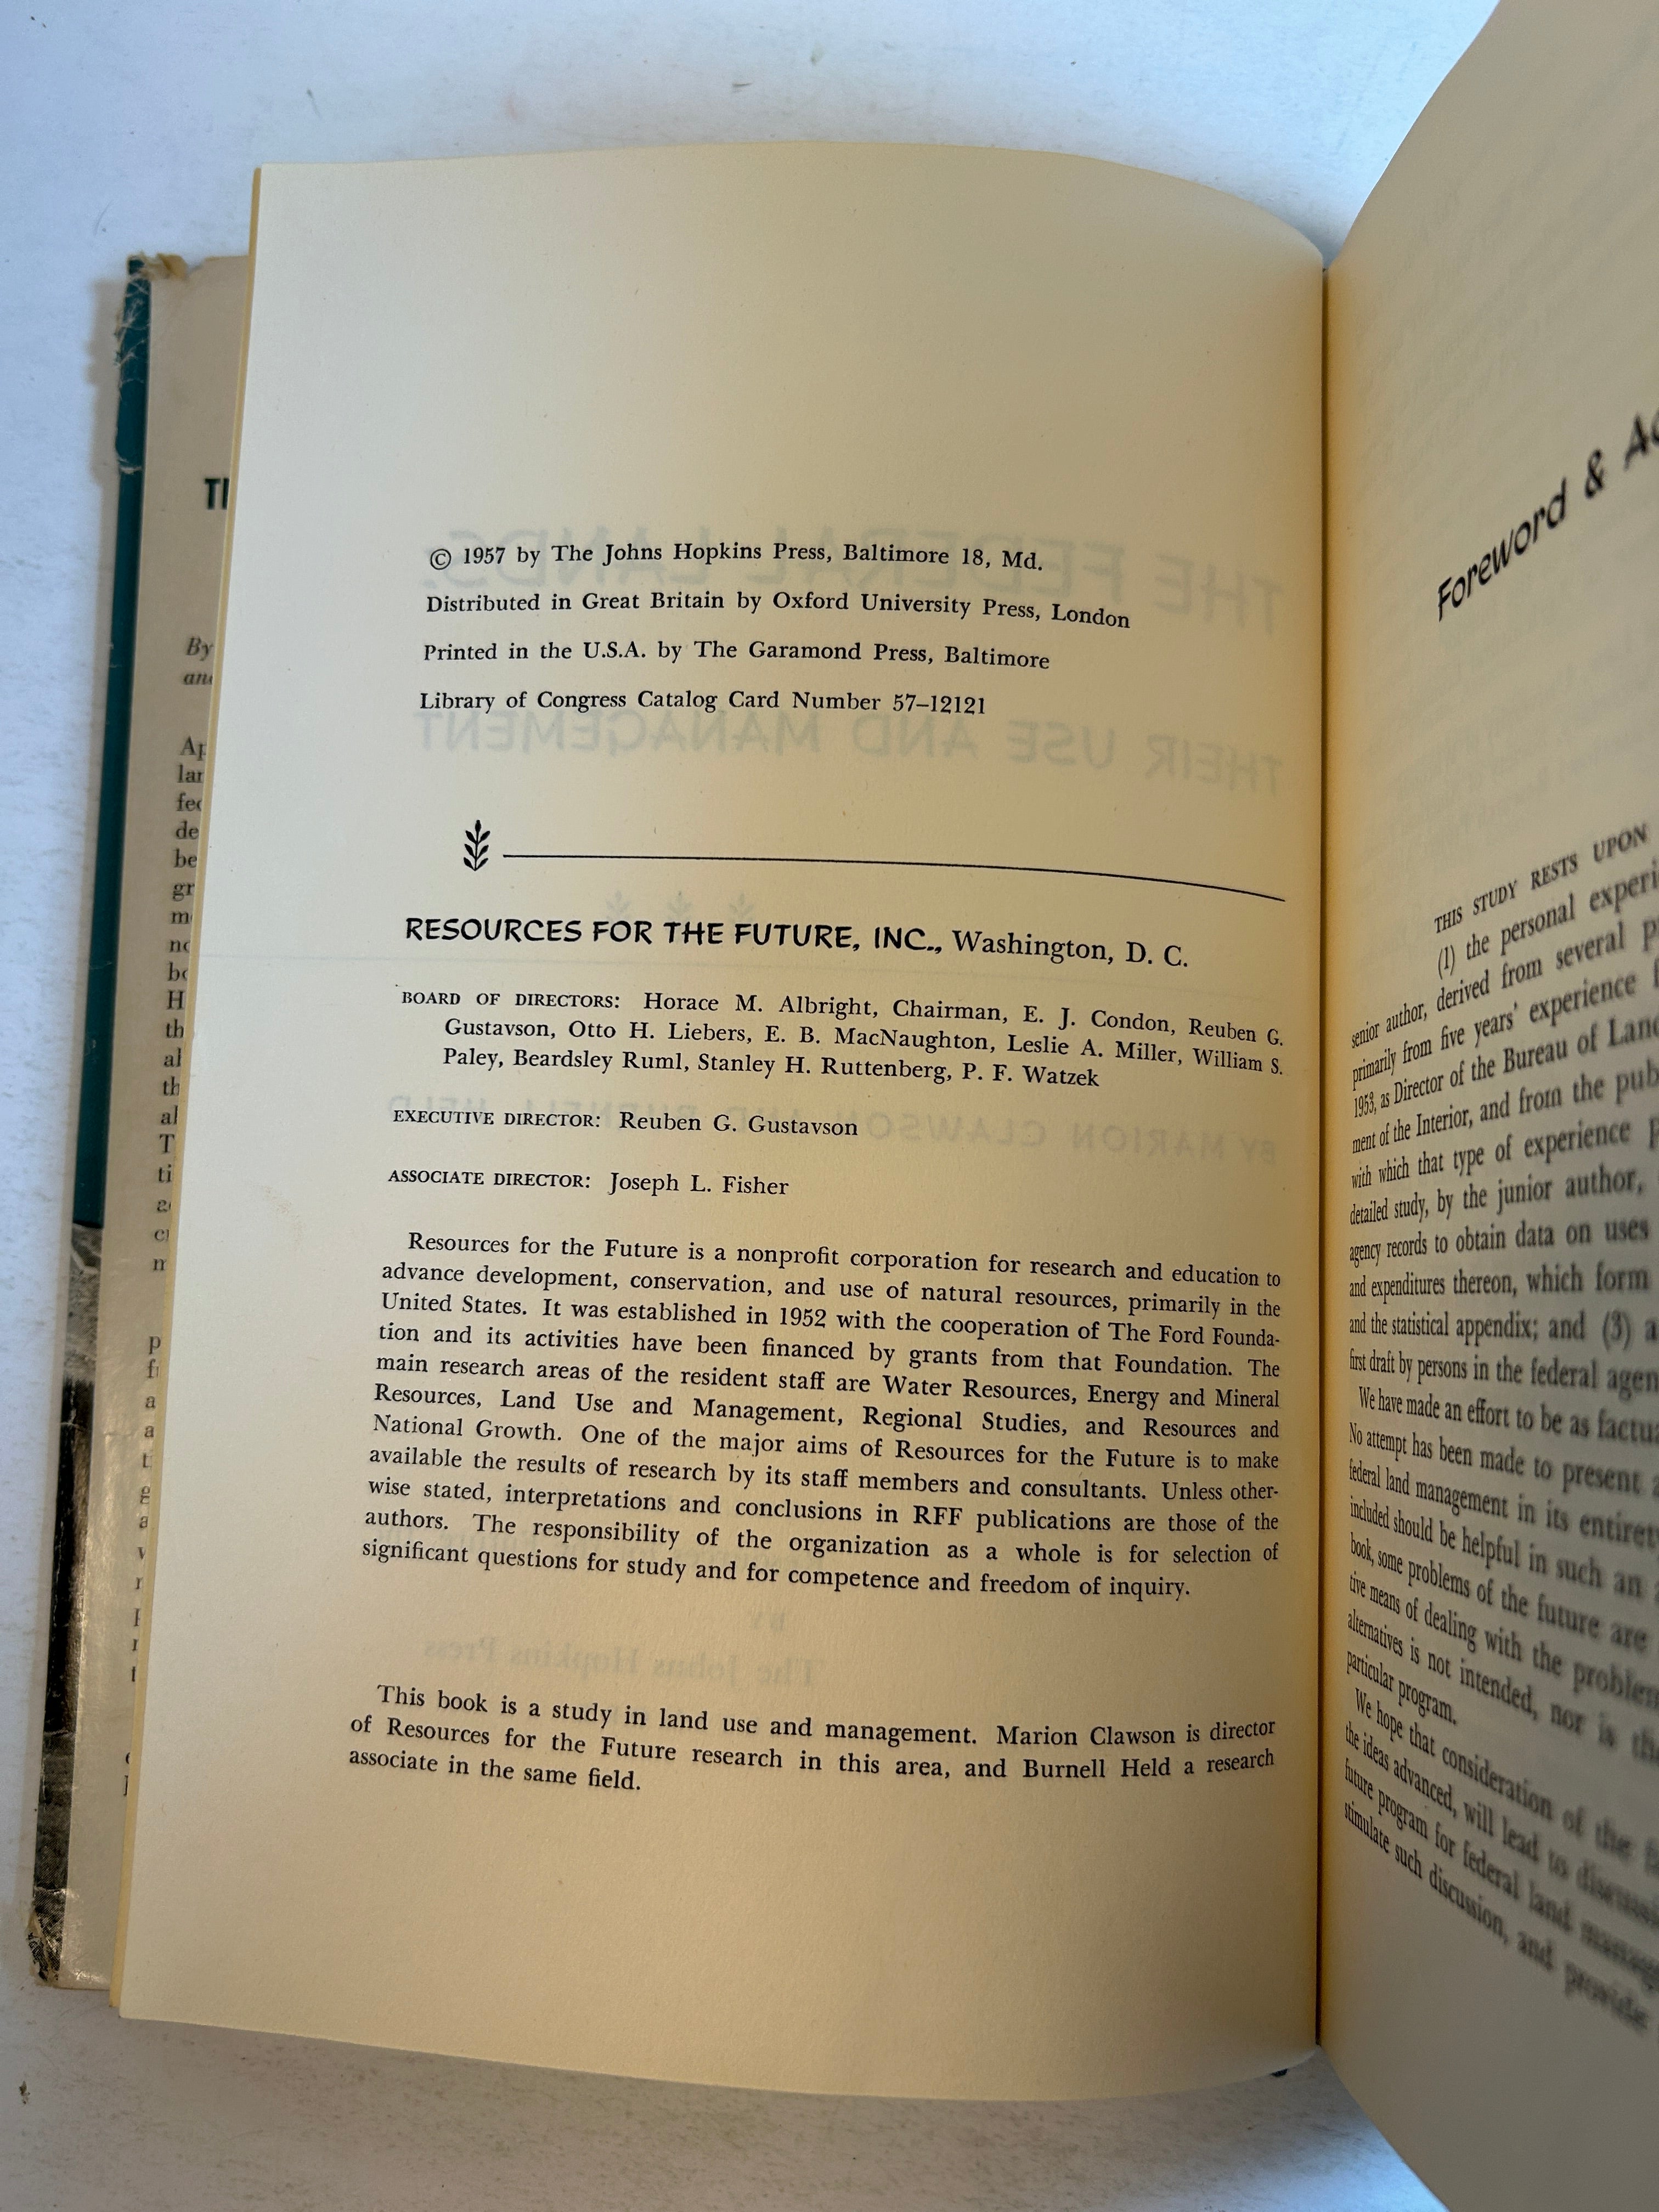 © 1957 by The Johns Hopkins Press, Baltimore 18, Md.
Distributed in Great Britain by Oxford University Press, London
Printed in the U.S.A. by The Garamond Press, Baltimore
Library of Congress Catalog Card Number 57–12121
RESOURCES FOR THE FUTURE, INC., Washington, D. C.
BOARD OF DIRECTORS: Horace M. Albright, Chairman, E. J. Condon, Reuben G.
Gustavson, Otto H. Liebers, E. B. MacNaughton, Leslie A. Miller, William S.
Paley, Beardsley Ruml, Stanley H. Ruttenberg, P. F. Watzek
EXECUTIVE DIRECTOR: Reuben G. Gustavson
ASSOCIATE DIRECTOR: Joseph L. Fisher
Resources for the Future is a nonprofit corporation for research and education to
advance development, conservation, and use of natural resources, primarily in the
United States. It was established in 1952 with the cooperation of The Ford Founda-
tion and its activities have been financed by grants from that Foundation. The
main research areas of the resident staff are Water Resources, Energy and Mineral
Resources, Land Use and Management, Regional Studies, and Resources and
National Growth. One of the major aims of Resources for the Future is to make
available the results of research by its staff members and consultants. Unless other-
wise stated, interpretations and conclusions in RFF publications are those of the
authors. The responsibility of the organization as a whole is for selection of
significant questions for study and for competence and freedom of inquiry.
This book is a study in land use and management. Marion Clawson is director
of Resources for the Future research in this area, and Burnell Held a research
associate in the same field.
Foreword &
THIS STUDY RESTS UPON
(1) the personal
senior author, derived from several
primarily from five years' experience
1953, as Director of the Bureau of
ment of the Interior, and from the
with which that type of experience
detailed study, by the junior author,
agency records to obtain data on uses
and expenditures thereon, which form
and the statistical appendix; and (3)
first draft by persons in the federal
We have made an effort to be as
No attempt has been made to present
federal land management in its entirety
included should be helpful in such an
book, some problems of the future are
tive means of dealing with the
alternatives is not intended, nor is
particular program.
We hope that consideration of the
the ideas advanced, will lead to
future program for federal land
stimulate such discussion, and provide